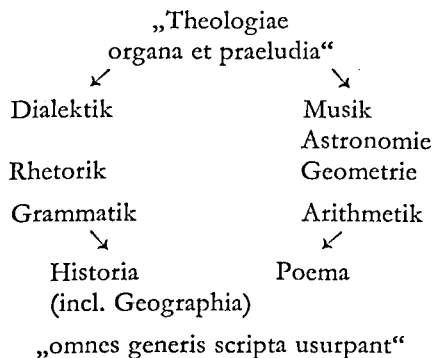 „Theologiae
organa et praeludia“
↙ ↘
Dialektik Musik
Astronomie
Rhetorik Geometrie
Grammatik Arithmetik
↘ ↙
Historia Poema
(incl. Geographia)
„omnes generis scripta usurpant“